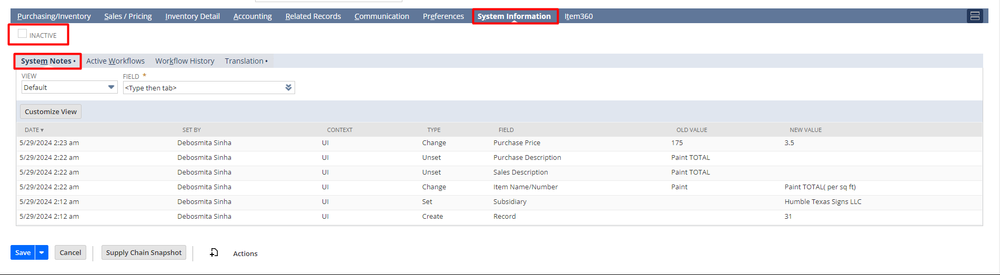 Purchasing/Inventory Sales / Pricing Inventory Detail Accounting Related Records Communication Preferences System Information Item360
INACTIVE
System Notes • Active Workflows Workflow History Translation •
VIEW FIELD *
Default <Type then tab>
Customize View
DATE ▼ SET BY CONTEXT TYPE FIELD OLD VALUE NEW VALUE
5/29/2024 2:23 am Debosmita Sinha UI Change Purchase Price 175 3.5
5/29/2024 2:22 am Debosmita Sinha UI Unset Purchase Description Paint TOTAL
5/29/2024 2:22 am Debosmita Sinha UI Unset Sales Description Paint TOTAL
5/29/2024 2:22 am Debosmita Sinha UI Change Item Name/Number Paint Paint TOTAL( per sq ft)
5/29/2024 2:12 am Debosmita Sinha UI Set Subsidiary Humble Texas Signs LLC
5/29/2024 2:12 am Debosmita Sinha UI Create Record 31
Save Cancel Supply Chain Snapshot Actions